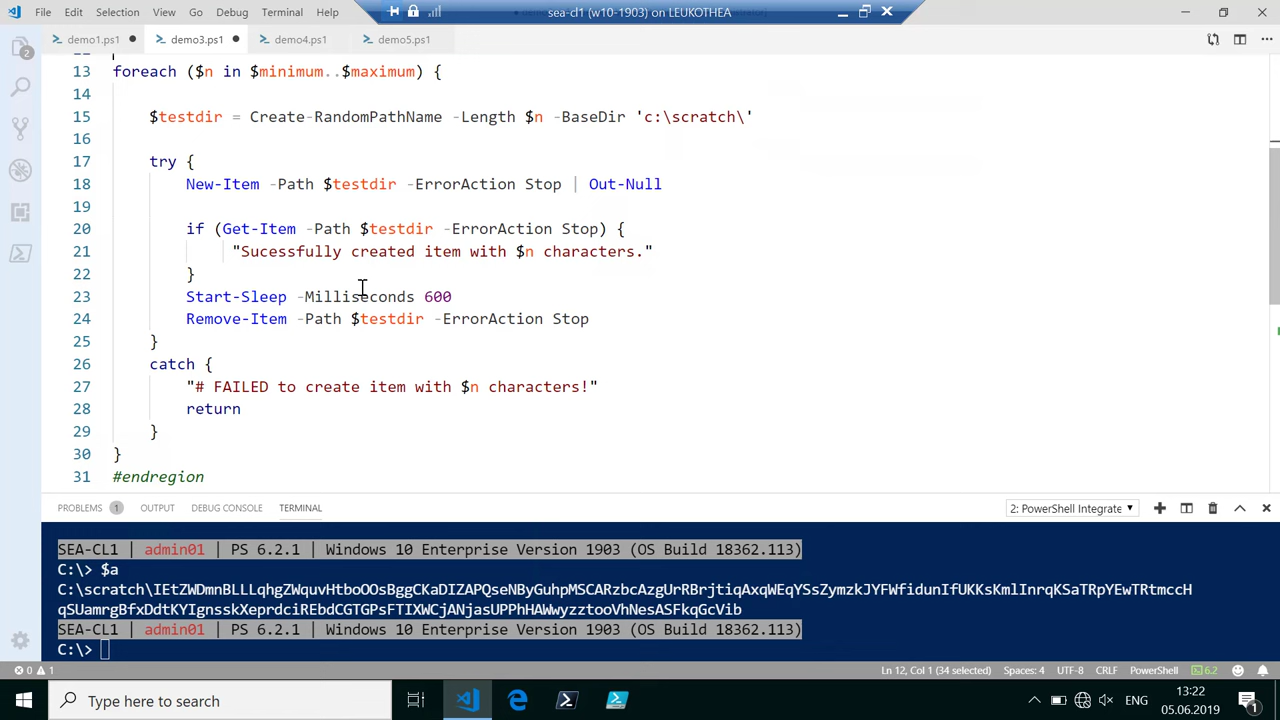 File Edit Selection View Go Debug Terminal Help
sea-cl1 (w10-1903) on LEUKOTHEA
demo1.ps1 demo3.ps1 demo4.ps1 demo5.ps1
2
13 foreach ($n in $minimum..$maximum) {
14
15 $testdir = Create-RandomPathName -Length $n -BaseDir 'c:\scratch\'
16
17 try {
18 New-Item -Path $testdir -ErrorAction Stop | Out-Null
19
20 if (Get-Item -Path $testdir -ErrorAction Stop) {
21 "Sucessfully created item with $n characters."
22 }
23 Start-Sleep -Milliseconds 600
24 Remove-Item -Path $testdir -ErrorAction Stop
25 }
26 catch {
27 "# FAILED to create item with $n characters!"
28 return
29 }
30 }
31 #endregion
PROBLEMS 1 OUTPUT DEBUG CONSOLE TERMINAL 2: PowerShell Integrate
SEA-CL1 | admin01 | PS 6.2.1 | Windows 10 Enterprise Version 1903 (OS Build 18362.113)
C:\> $a
C:\scratch\IEtZWDmnBLLLqhgZWquvHtboOOsBggCKaDIZAPQseNByGuhpMSCARzbcAzgUrRBrjtiqAxqWEqYSsZymzkJYFWfidunIfUKKsKmlInrqKSaTRpYEwTRtmccH
qSUamrgBfxDdtKYIgnsskXeprdciREbdCGTGPsFTIXWCjANjasUPPhHAWwyzztooVhNesASFkqGcVib
SEA-CL1 | admin01 | PS 6.2.1 | Windows 10 Enterprise Version 1903 (OS Build 18362.113)
C:\>
0 1 Ln 12, Col 1 (34 selected) Spaces: 4 UTF-8 CRLF PowerShell 6.2 1
Type here to search ENG 13:22 1
05.06.2019